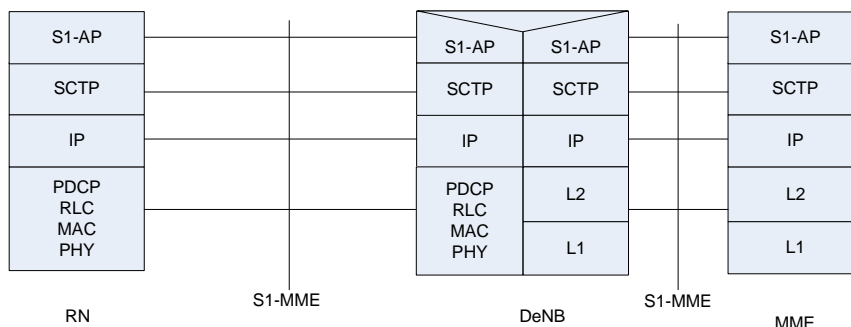 S1-AP
SCTP
IP
PDCP
RLC
MAC
PHY
RN
S1-MME
S1-AP S1-AP
SCTP SCTP
IP IP
PDCP
RLC
MAC
PHY
L2
L1
DeNB
S1-MME
S1-AP
SCTP
IP
L2
L1
MME